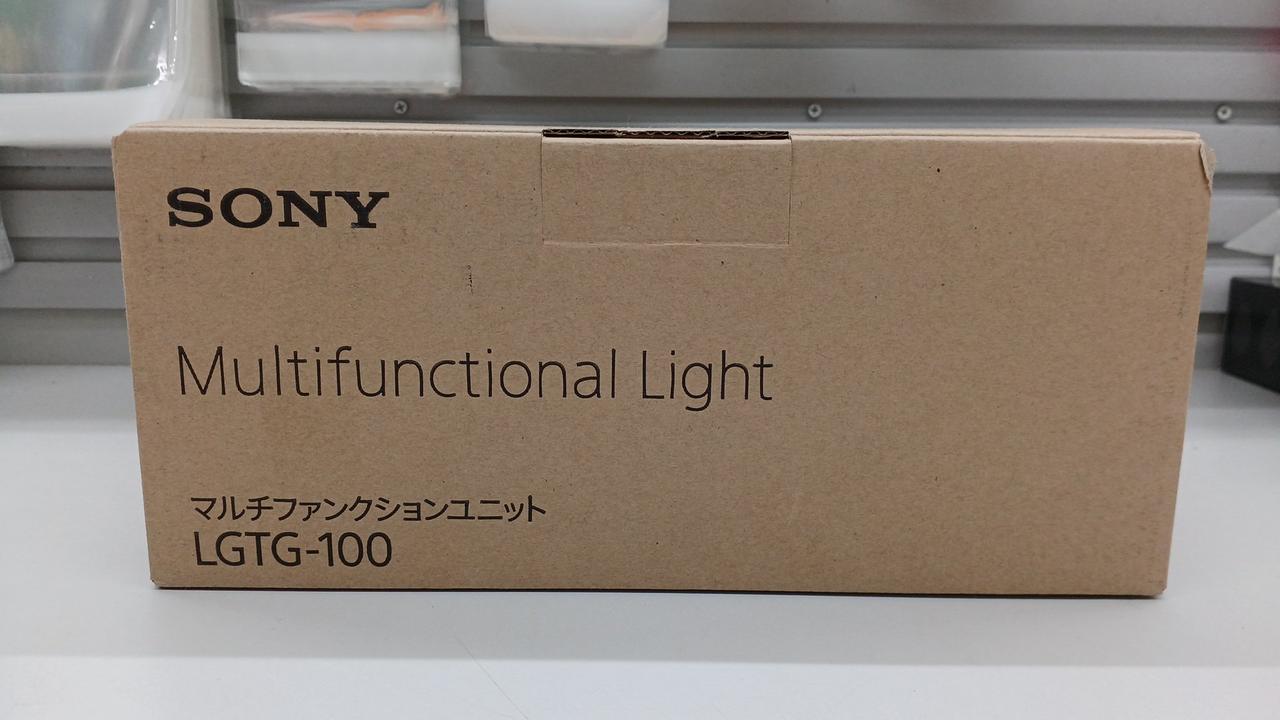 SONY
Multifunctional Light
マルチファンクションユニット
LGTG-100